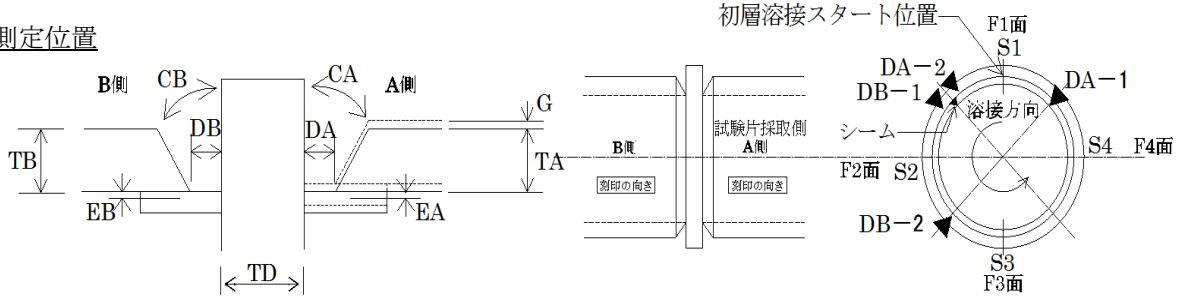 測定位置
B側
CB
CA
A側
G
DB
DA
TB
TA
EB
EA
TD
試験片採取側
B側
A側
刻印の向き
刻印の向き
初層溶接スタート位置
F1面
S1
DA-2
DB-1
DA-1
溶接方向
シーム
S2
F2面
S4
F4面
DB-2
S3
F3面